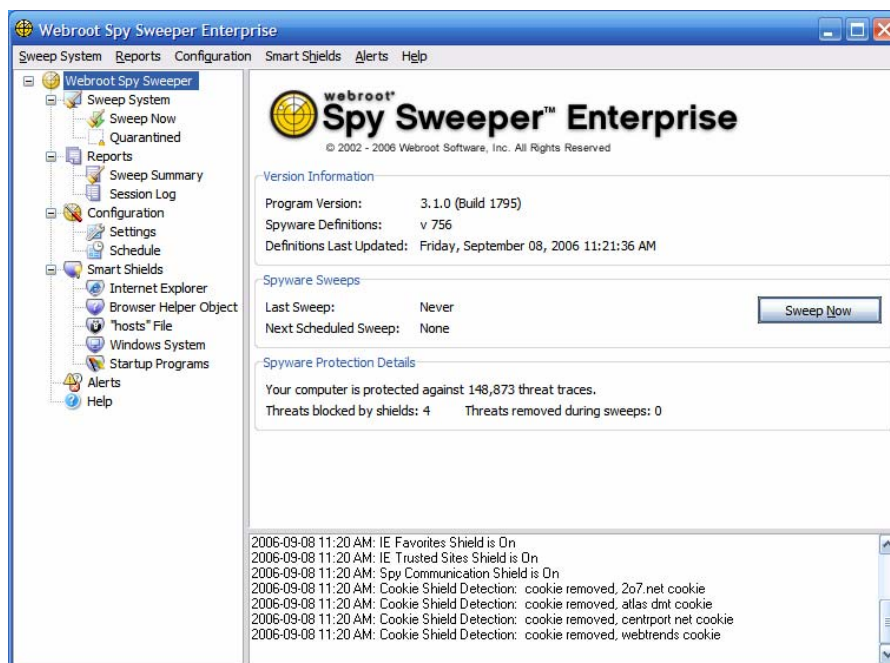 Webroot Spy Sweeper Enterprise
Sweep System Reports Configuration Smart Shields Alerts Help
Webroot Spy Sweeper
Sweep System
Sweep Now
Quarantined
Reports
Sweep Summary
Session Log
Configuration
Settings
Schedule
Smart Shields
Internet Explorer
Browser Helper Object
"hosts" File
Windows System
Startup Programs
Alerts
Help
webroot®
Spy Sweeper™ Enterprise
© 2002 - 2006 Webroot Software, Inc. All Rights Reserved
Version Information
Program Version: 3.1.0 (Build 1795)
Spyware Definitions: v 756
Definitions Last Updated: Friday, September 08, 2006 11:21:36 AM
Spyware Sweeps
Last Sweep: Never
Sweep Now
Next Scheduled Sweep: None
Spyware Protection Details
Your computer is protected against 148,873 threat traces.
Threats blocked by shields: 4 Threats removed during sweeps: 0
2006-09-08 11:20 AM: IE Favorites Shield is On
2006-09-08 11:20 AM: IE Trusted Sites Shield is On
2006-09-08 11:20 AM: Spy Communication Shield is On
2006-09-08 11:20 AM: Cookie Shield Detection: cookie removed, 2o7.net cookie
2006-09-08 11:20 AM: Cookie Shield Detection: cookie removed, atlas dmt cookie
2006-09-08 11:20 AM: Cookie Shield Detection: cookie removed, centrport net cookie
2006-09-08 11:20 AM: Cookie Shield Detection: cookie removed, webtrends cookie